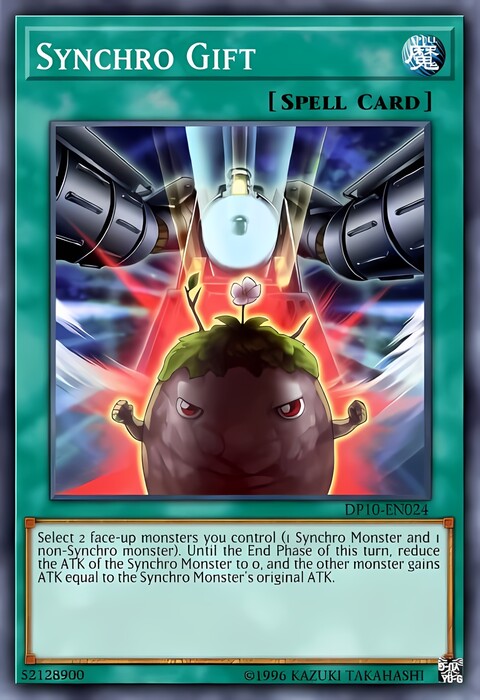 SYNCHRO GIFT
魔
[SPELL CARD]
DP10-EN024
Select 2 face-up monsters you control (1 Synchro Monster and 1
non-Synchro monster). Until the End Phase of this turn, reduce
the ATK of the Synchro Monster to 0, and the other monster gains
ATK equal to the Synchro Monster's original ATK.
52128900
©1996 KAZUKI TAKAHASHI